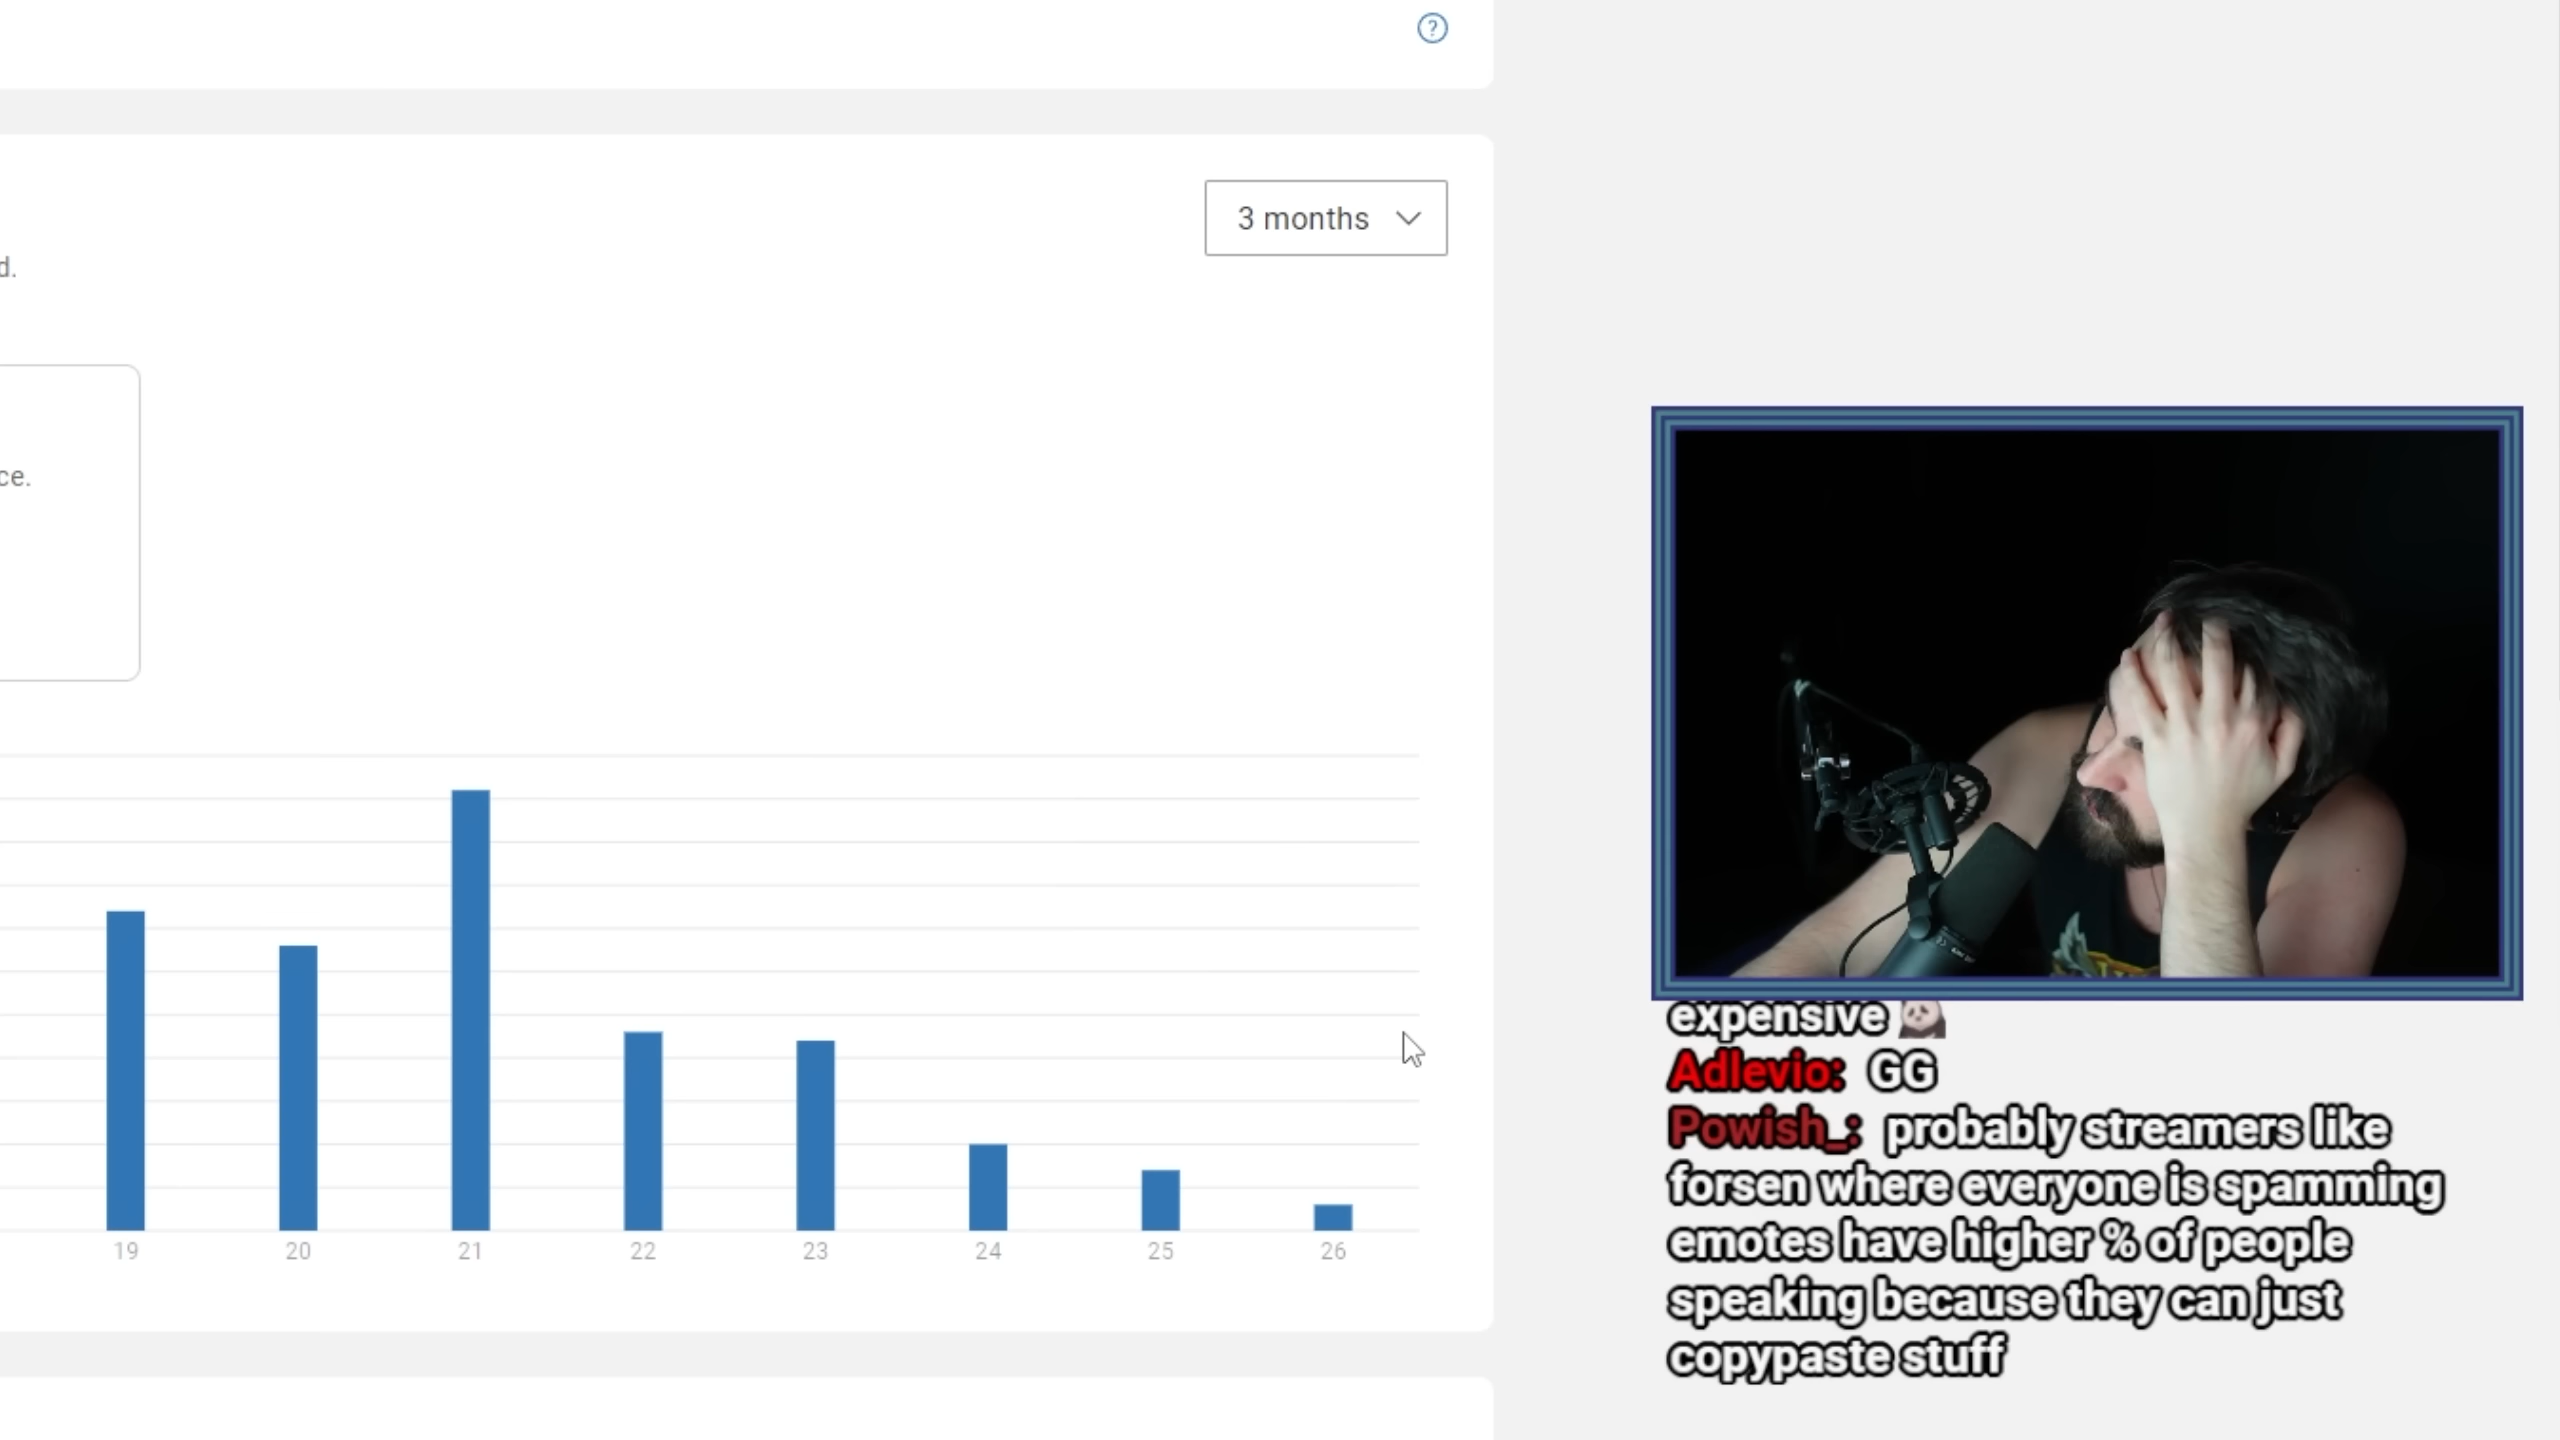 ?
3 months
d.
ce.
19 20 21 22 23 24 25 26
expensive
Adlevio: GG
Powish_: probably streamers like
forsen where everyone is spamming
emotes have higher % of people
speaking because they can just
copypaste stuff